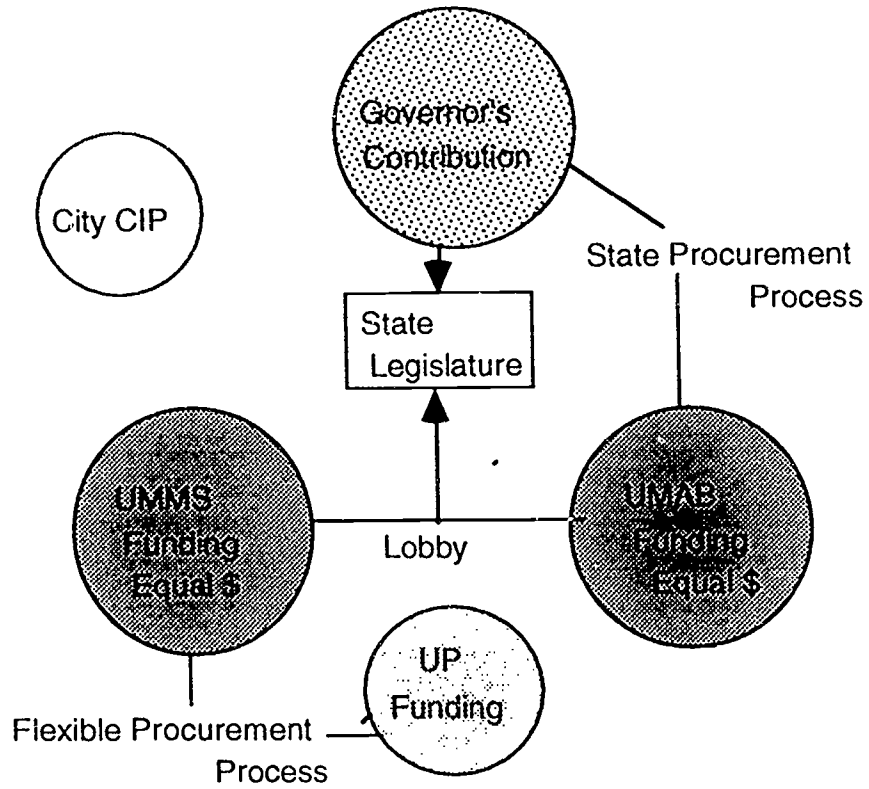 Governor's
Contribution
City CIP
State Procurement
Process
State
Legislature
UMMS
Funding
Equal $
UMAB
Funding
Equal $
Lobby
UP
Funding
Flexible Procurement
Process